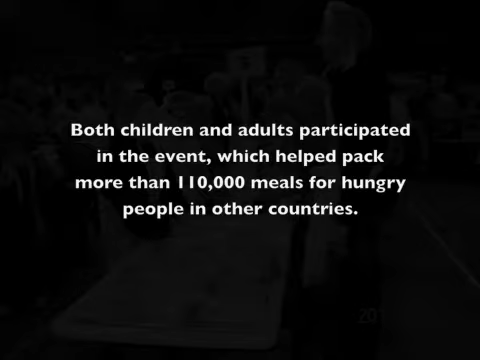 Both children and adults participated
in the event, which helped pack
more than 110,000 meals for hungry
people in other countries.